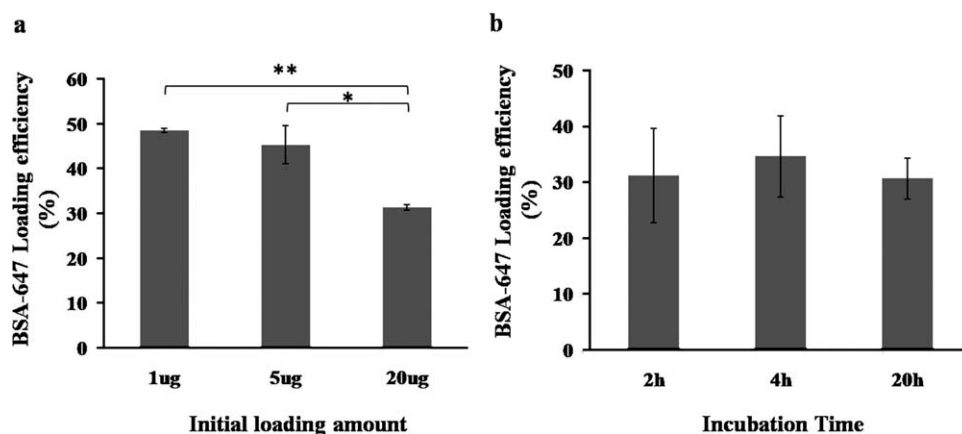 a
BSA-647 Loading efficiency
(%)
60
50
40
30
20
10
0
**
*
1ug 5ug 20ug
Initial loading amount
b
BSA-647 Loading efficiency
(%)
50
40
30
20
10
0
2h 4h 20h
Incubation Time